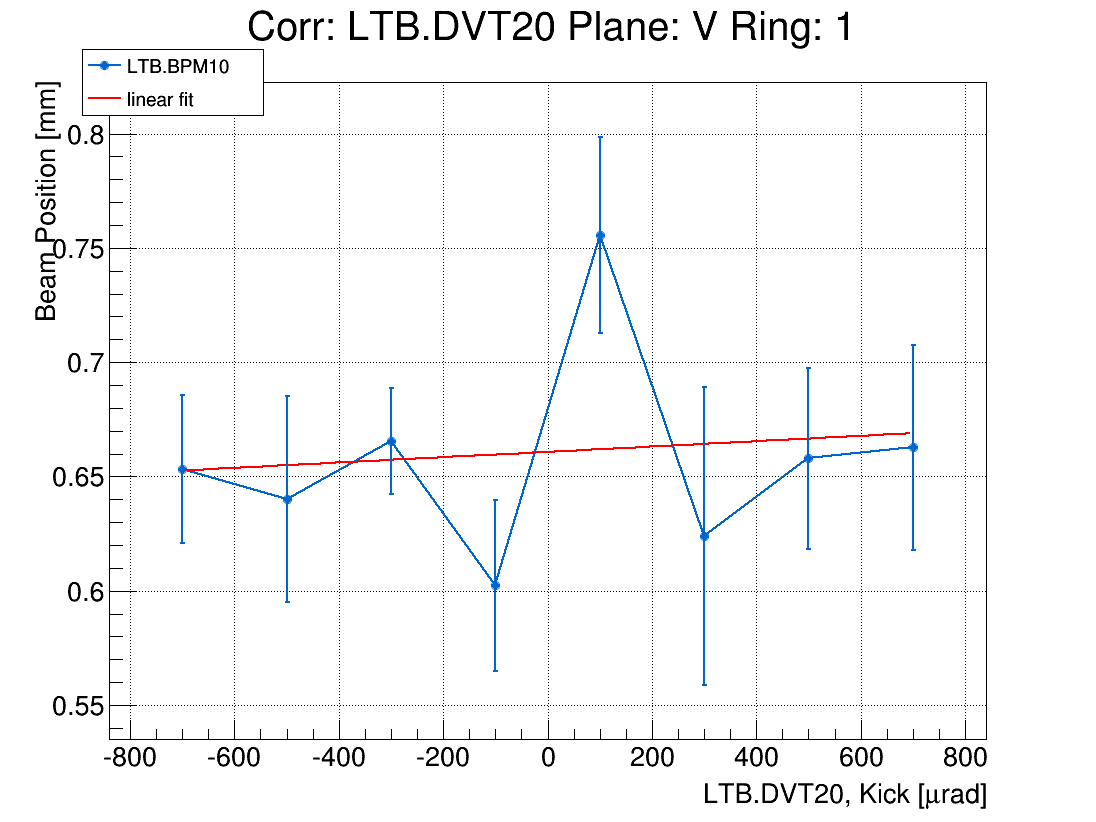 Corr: LTB.DVT20 Plane: V Ring: 1
LTB.BPM10
linear fit
Beam Position [mm]
0.8
0.75
0.7
0.65
0.6
0.55
-800 -600 -400 -200 0 200 400 600 800
LTB.DVT20, Kick [μrad]